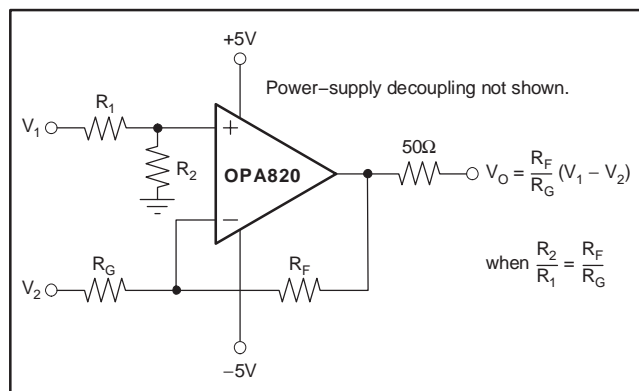 +5V
Power–supply decoupling not shown.
R1
V1
+
50Ω
R2
OPA820
VO = RF/RG (V1 – V2)
–
RG
RF
when R2/R1 = RF/RG
V2
–5V